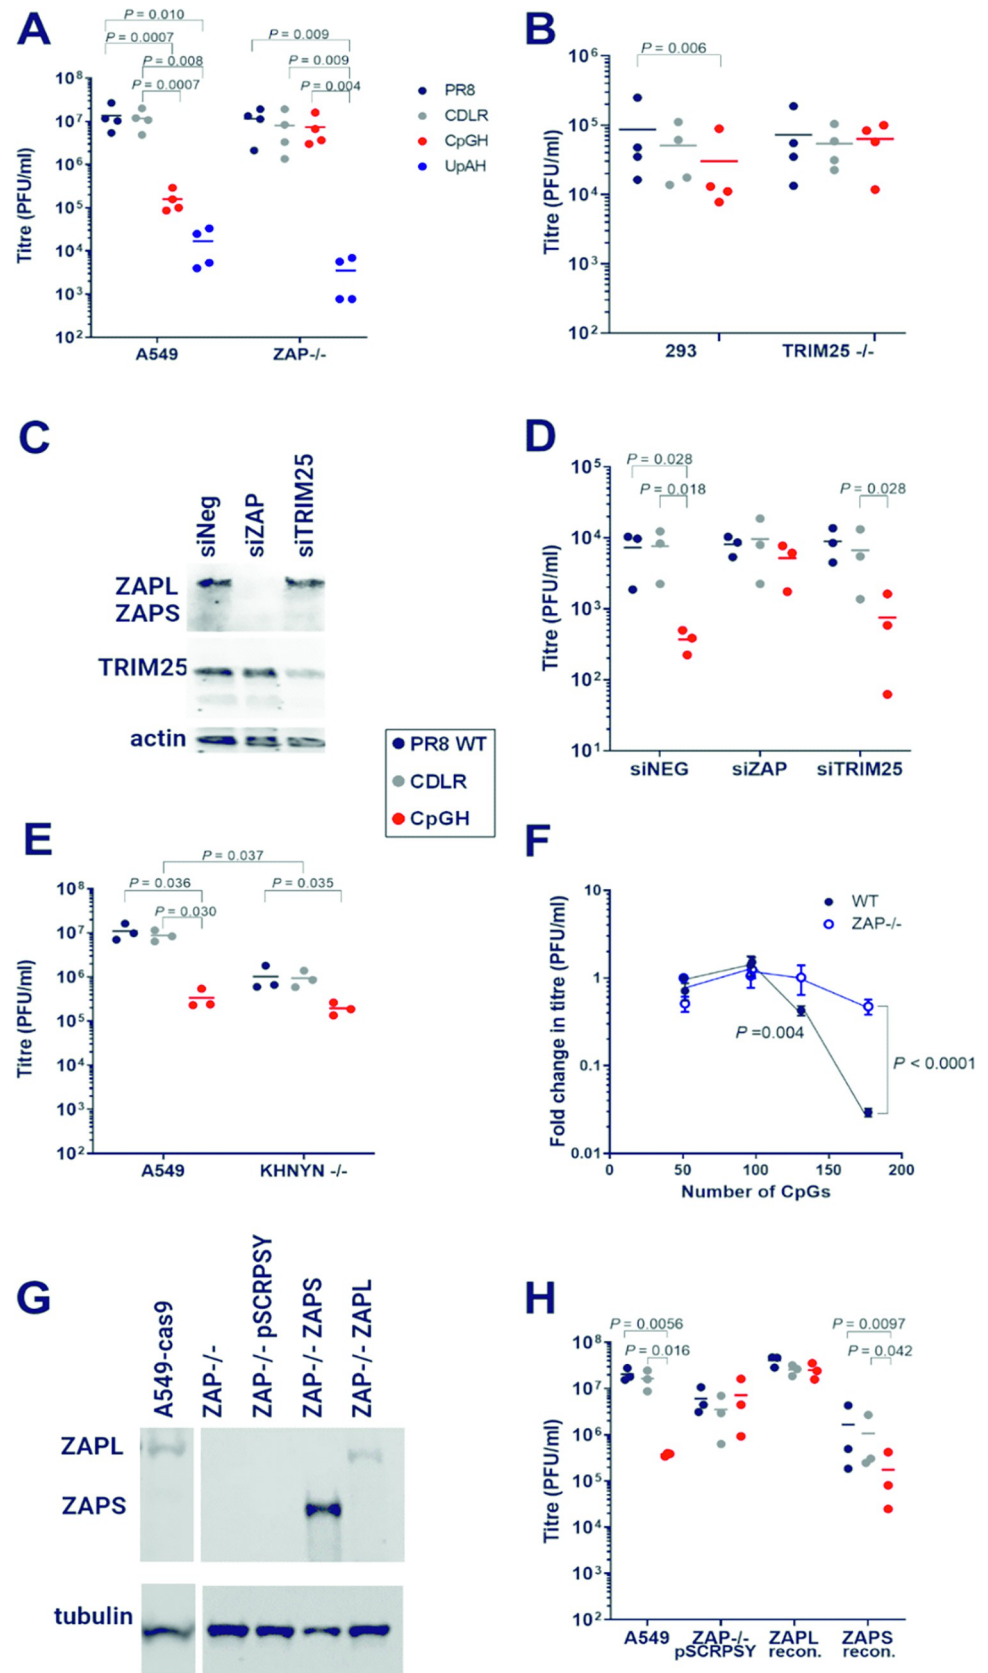 A
P = 0.010
P = 0.0007
P = 0.008
P = 0.0007
P = 0.009
P = 0.009
P = 0.004
Titre (PFU/ml)
10⁸
10⁷
10⁶
10⁵
10⁴
10³
10²
A549
ZAP-/-
PR8
CDLR
CpGH
UpAH
B
P = 0.006
Titre (PFU/ml)
10⁶
10⁵
10⁴
10³
10²
293
TRIM25 -/-
C
siNeg
siZAP
siTRIM25
ZAPL
ZAPS
TRIM25
actin
D
P = 0.028
P = 0.018
P = 0.028
Titre (PFU/ml)
10⁵
10⁴
10³
10²
10¹
siNEG
siZAP
siTRIM25
PR8 WT
CDLR
CpGH
E
P = 0.037
P = 0.036
P = 0.035
P = 0.030
Titre (PFU/ml)
10⁸
10⁷
10⁶
10⁵
10⁴
10³
10²
A549
KHNYN -/-
F
Fold change in titre (PFU/ml)
10
1
0.1
0.01
WT
ZAP-/-
P =0.004
P < 0.0001
0
50
100
150
200
Number of CpGs
G
A549-cas9
ZAP-/-
ZAP-/- pSCRPSY
ZAP-/- ZAPS
ZAP-/- ZAPL
ZAPL
ZAPS
tubulin
H
P = 0.0056
P = 0.016
P = 0.0097
P = 0.042
Titre (PFU/ml)
10⁸
10⁷
10⁶
10⁵
10⁴
10³
10²
A549
ZAP-/-
pSCRPSY
ZAPL
recon.
ZAPS
recon.